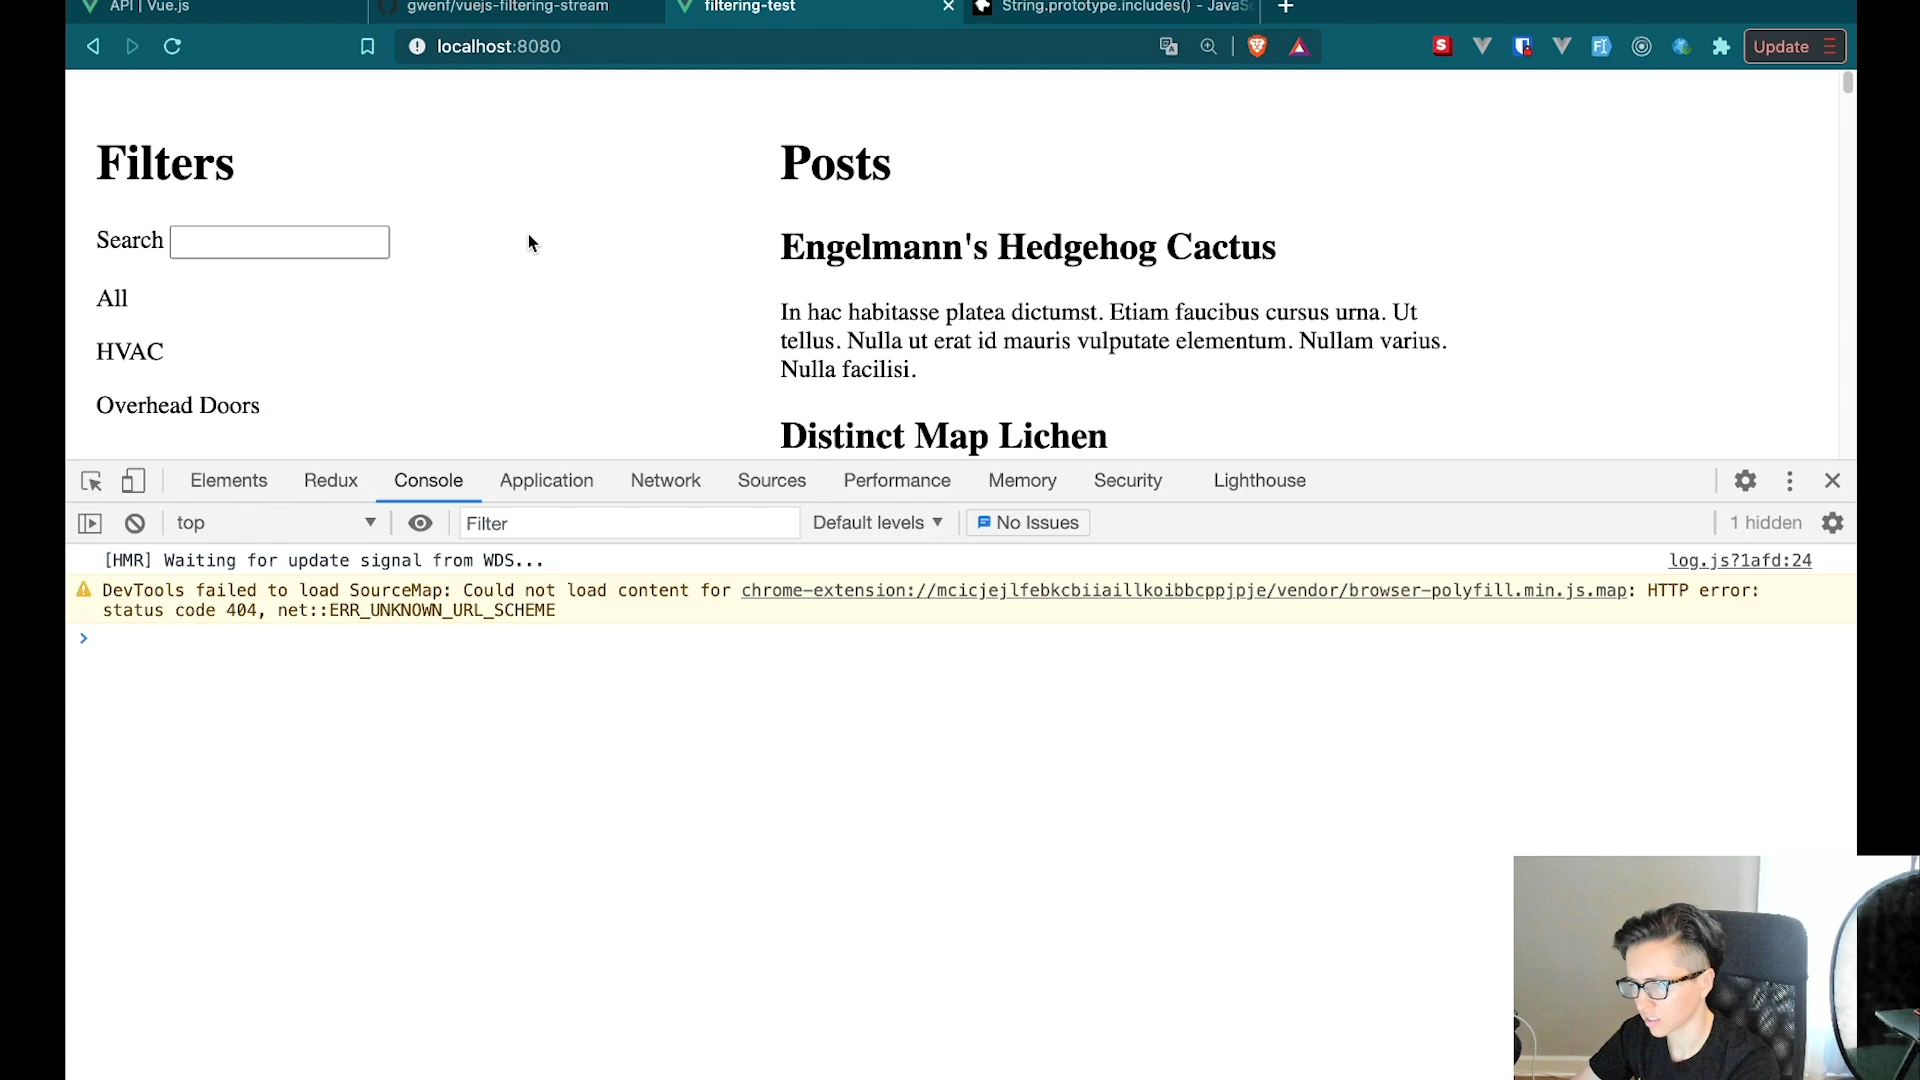 API | Vue.js
gwenf/vuejs-filtering-stream
filtering-test
String.prototype.includes() - JavaSc
localhost:8080
Update
Filters
Search
All
HVAC
Overhead Doors
Posts
Engelmann's Hedgehog Cactus
In hac habitasse platea dictumst. Etiam faucibus cursus urna. Ut
tellus. Nulla ut erat id mauris vulputate elementum. Nullam varius.
Nulla facilisi.
Distinct Map Lichen
Elements Redux Console Application Network Sources Performance Memory Security Lighthouse
top Filter Default levels No Issues 1 hidden
[HMR] Waiting for update signal from WDS... log.js?1afd:24
DevTools failed to load SourceMap: Could not load content for chrome-extension://mcicjejlfebkcbiiaillkoibbcppjpje/vendor/browser-polyfill.min.js.map: HTTP error:
status code 404, net::ERR_UNKNOWN_URL_SCHEME